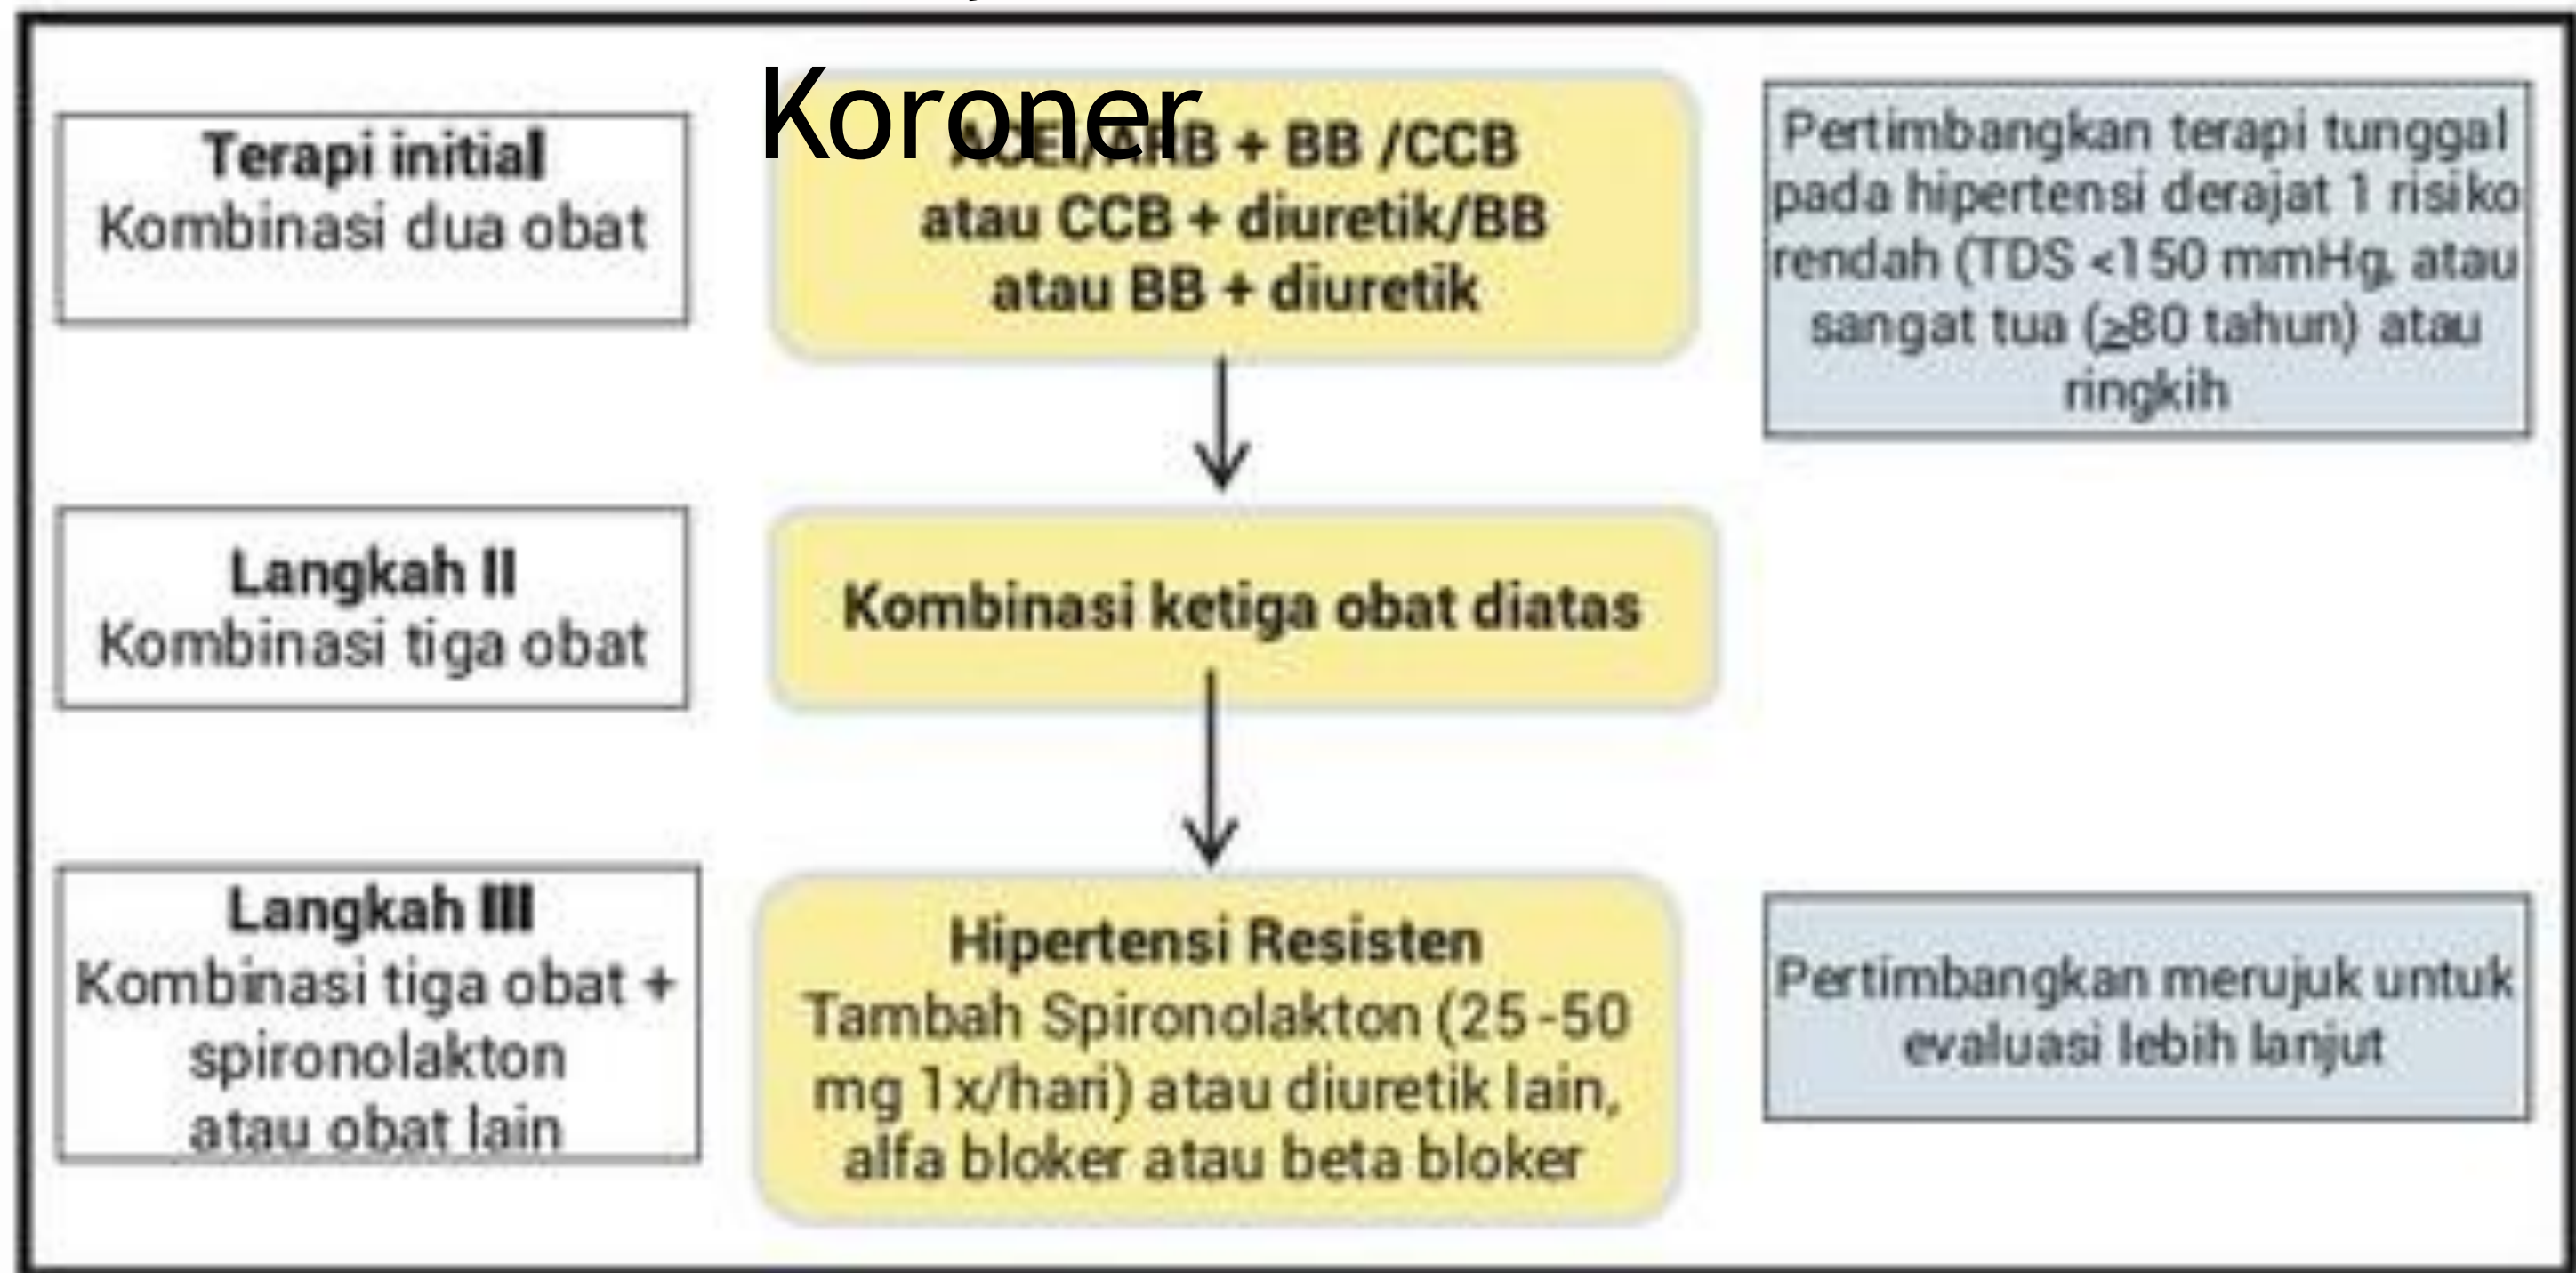 Koroner
Terapi initial
Kombinasi dua obat
ACEI/ARB + BB /CCB
atau CCB + diuretik/BB
atau BB + diuretik
Pertimbangkan terapi tunggal
pada hipertensi derajat 1 risiko
rendah (TDS <150 mmHg, atau
sangat tua (≥80 tahun) atau
ringkih
Langkah II
Kombinasi tiga obat
Kombinasi ketiga obat diatas
Langkah III
Kombinasi tiga obat +
spironolakton
atau obat lain
Hipertensi Resisten
Tambah Spironolakton (25-50
mg 1x/hari) atau diuretik lain,
alfa bloker atau beta bloker
Pertimbangkan merujuk untuk
evaluasi lebih lanjut